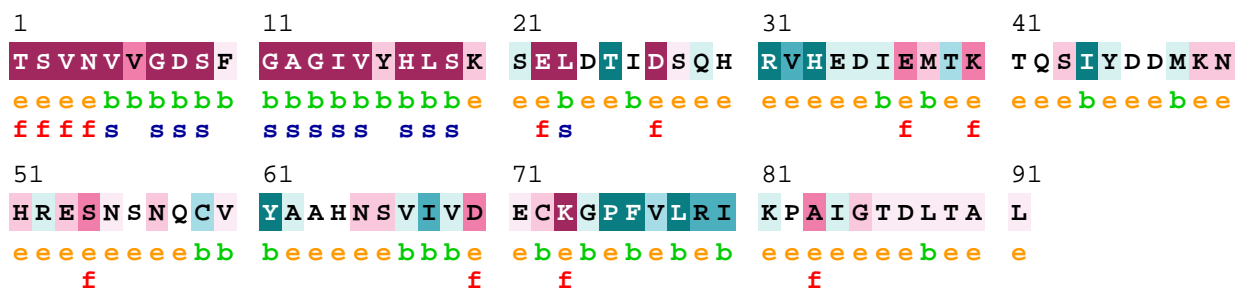 1 11 21 31 41
TSVNVVGDSF GAGIVYHLSK SELDTIDSQH RVHEDIEMTK TQSIYDDMKN
eeeebbbbbb bbbbbbbbbe eebeebeeee eeeeebebee eeebeeebee
ffffs sss sssss sss fs f f f
51 61 71 81 91
HRESNSNQCV YAAHNSVIVD ECKGPFVLRI KPAIGTDLTA L
eeeeeeeebb beeeeebbbe ebebebebeb eeeeeeebee e
f f f f